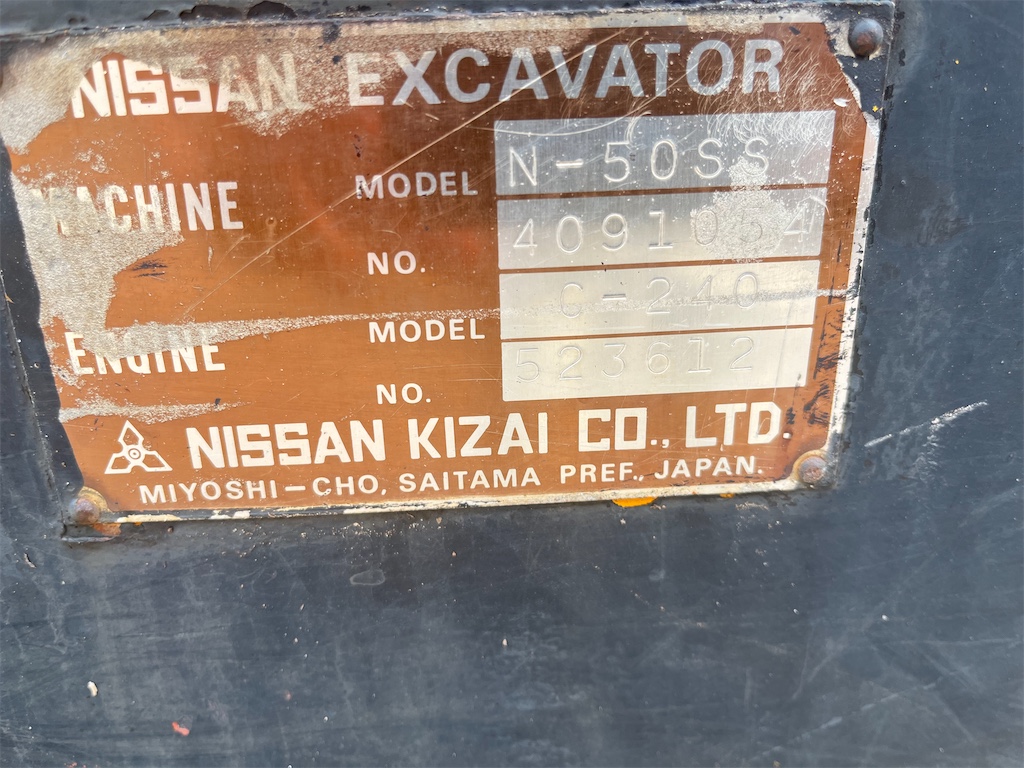 NISSAN EXCAVATOR
MACHINE MODEL N-50SS
NO. 4091054
ENGINE MODEL C-240
NO. 523612
NISSAN KIZAI CO., LTD.
MIYOSHI-CHO, SAITAMA PREF., JAPAN.